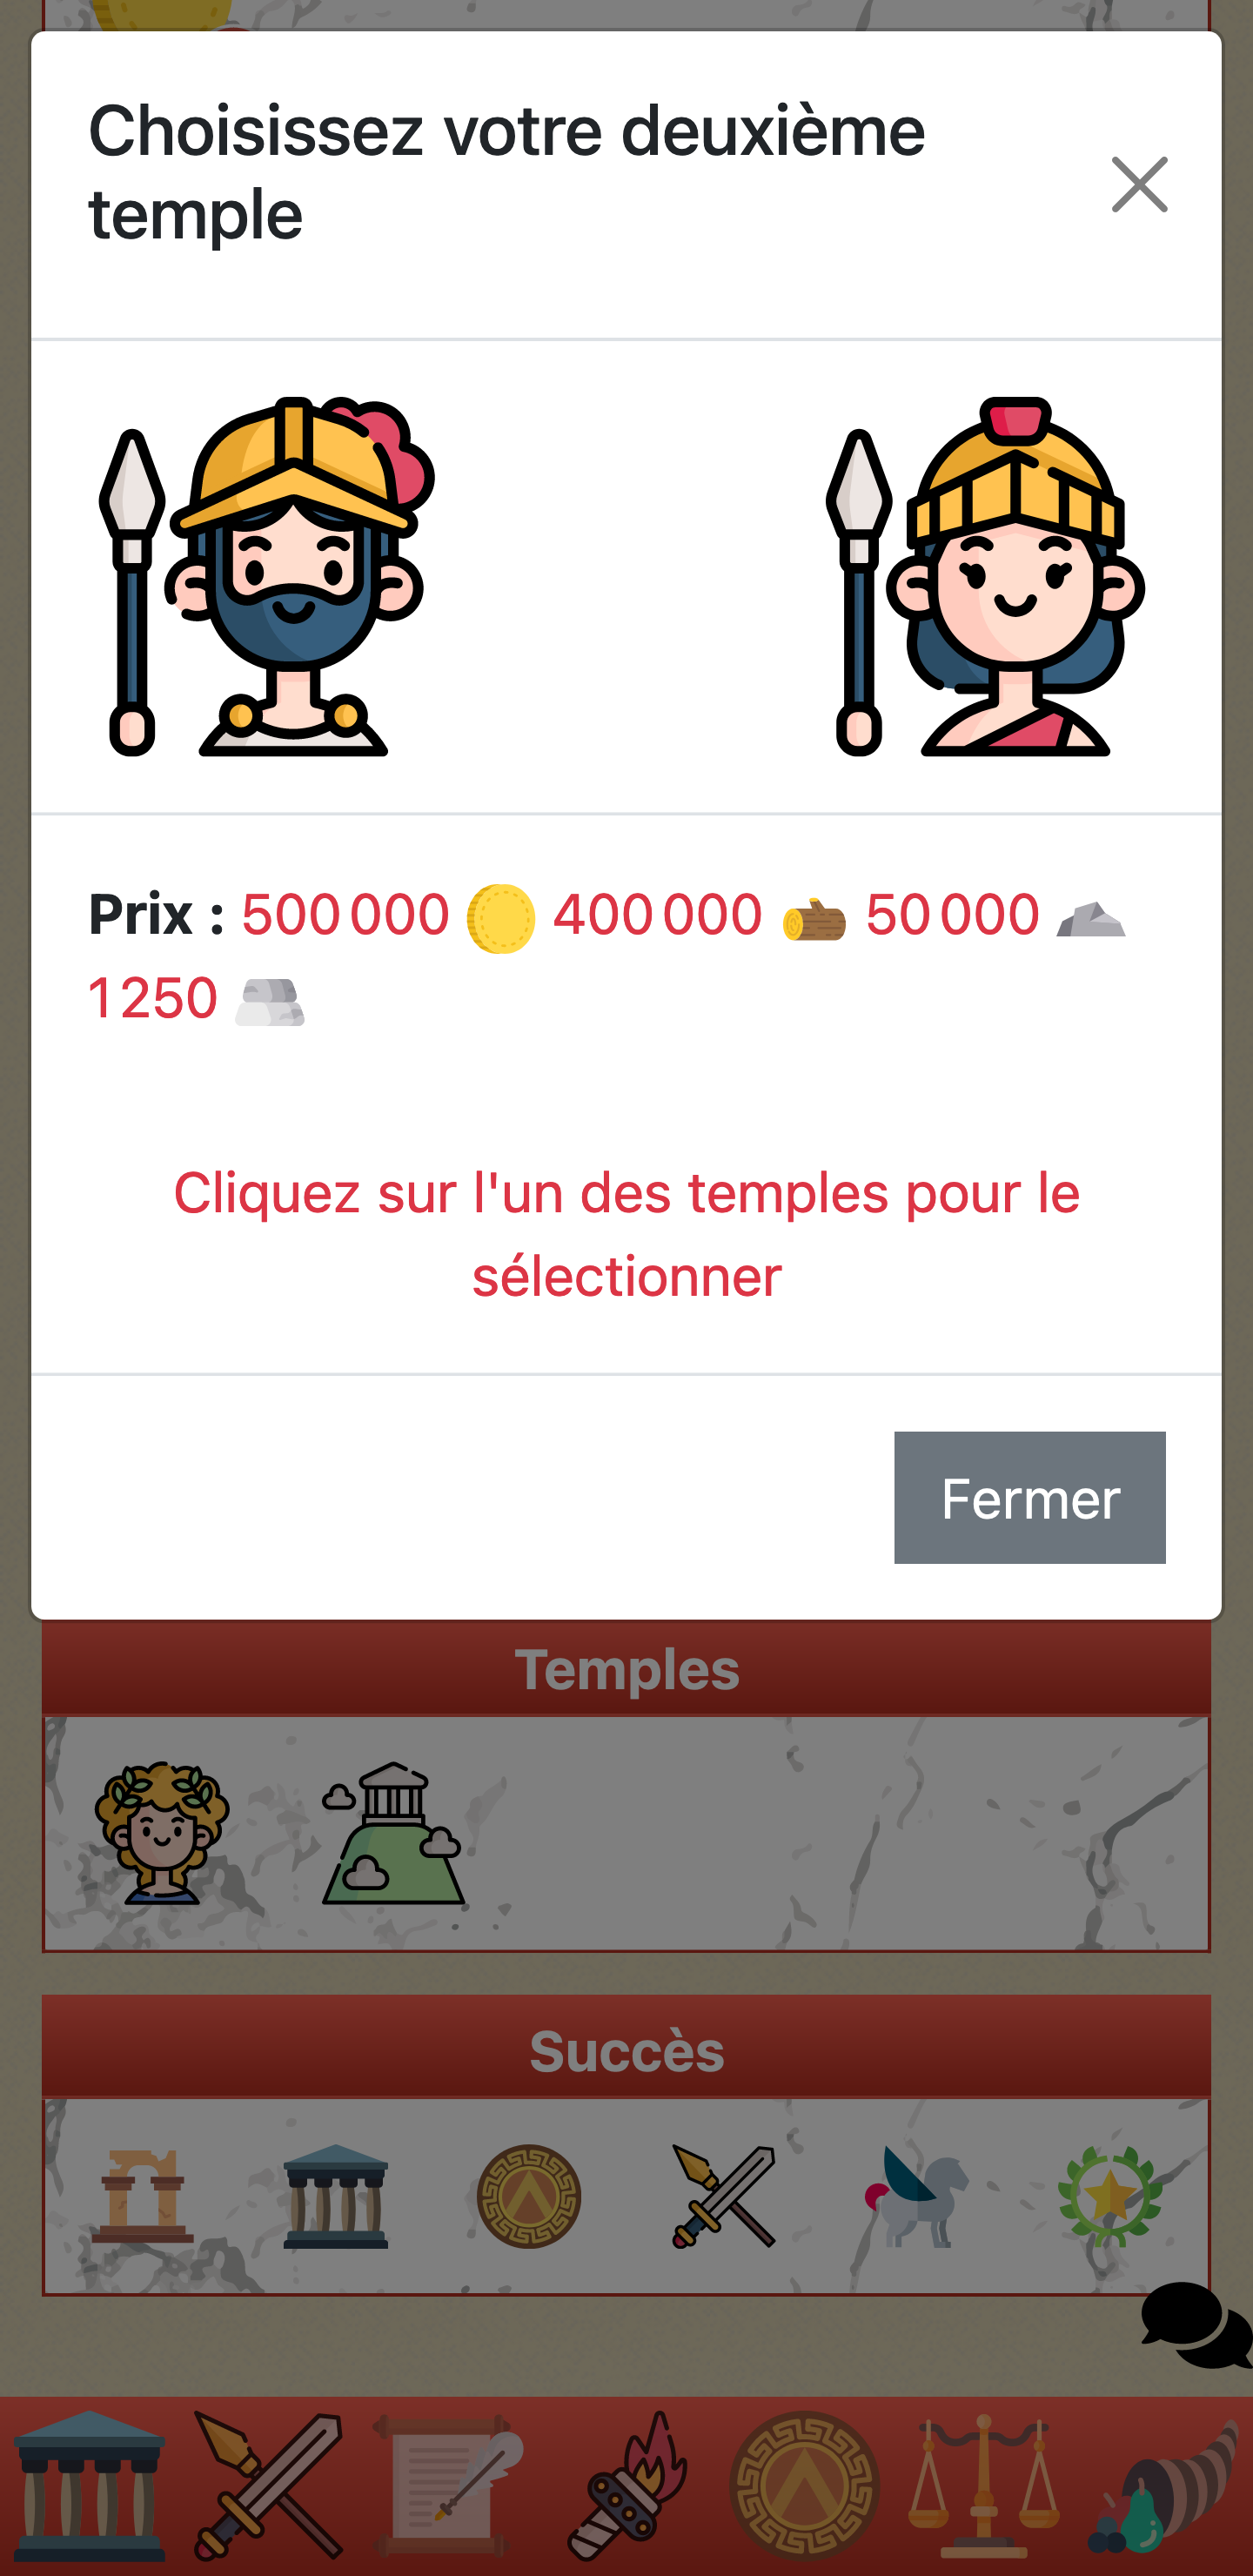 Choisissez votre deuxième
temple
Prix : 500 000 400 000 50 000
1 250
Cliquez sur l'un des temples pour le
sélectionner
Fermer
Temples
Succès